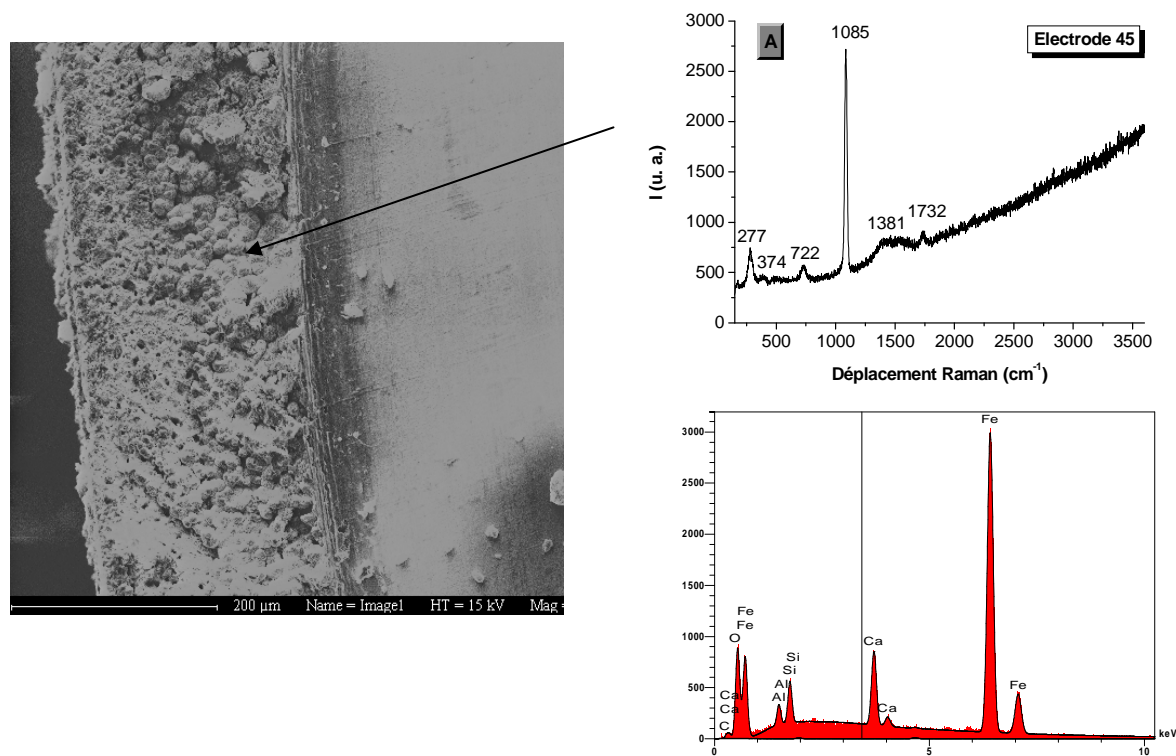 200 µm Name = Image1 HT = 15 kV Mag =
A
Electrode 45
1085
277
374
722
1381
1732
3000
2500
2000
1500
1000
500
0
I (u. a.)
500 1000 1500 2000 2500 3000 3500
Déplacement Raman (cm-1)
3000
2500
2000
1500
1000
500
0
Fe
Fe
Fe
O
Si
Si
Al
Al
Ca
Ca
C
Ca
Ca
Fe
0 5 10
keV